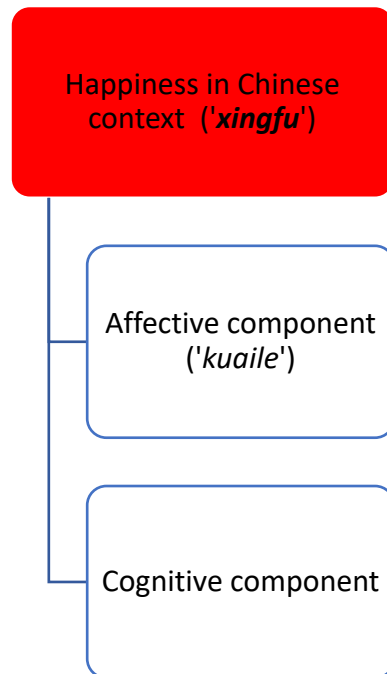 Happiness in Chinese
context ('xingfu')
Affective component
('kuaile')
Cognitive component